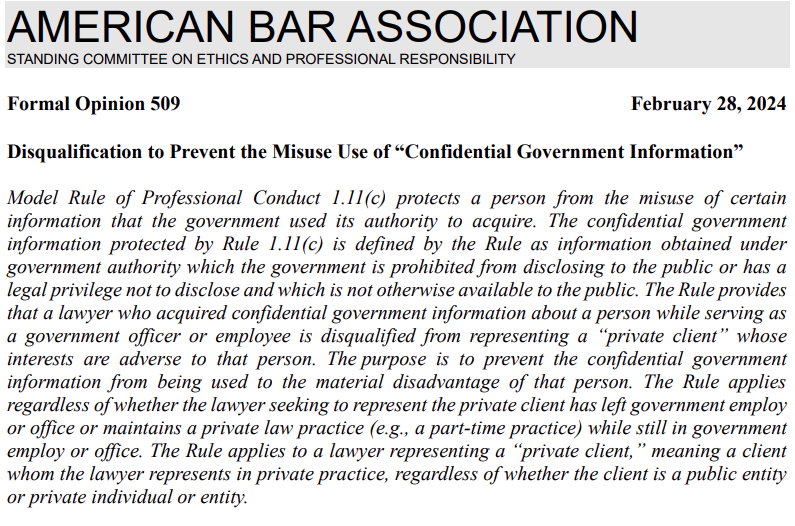 AMERICAN BAR ASSOCIATION
STANDING COMMITTEE ON ETHICS AND PROFESSIONAL RESPONSIBILITY
Formal Opinion 509 February 28, 2024
Disqualification to Prevent the Misuse Use of “Confidential Government Information”
Model Rule of Professional Conduct 1.11(c) protects a person from the misuse of certain
information that the government used its authority to acquire. The confidential government
information protected by Rule 1.11(c) is defined by the Rule as information obtained under
government authority which the government is prohibited from disclosing to the public or has a
legal privilege not to disclose and which is not otherwise available to the public. The Rule provides
that a lawyer who acquired confidential government information about a person while serving as
a government officer or employee is disqualified from representing a “private client” whose
interests are adverse to that person. The purpose is to prevent the confidential government
information from being used to the material disadvantage of that person. The Rule applies
regardless of whether the lawyer seeking to represent the private client has left government employ
or office or maintains a private law practice (e.g., a part-time practice) while still in government
employ or office. The Rule applies to a lawyer representing a “private client,” meaning a client
whom the lawyer represents in private practice, regardless of whether the client is a public entity
or private individual or entity.